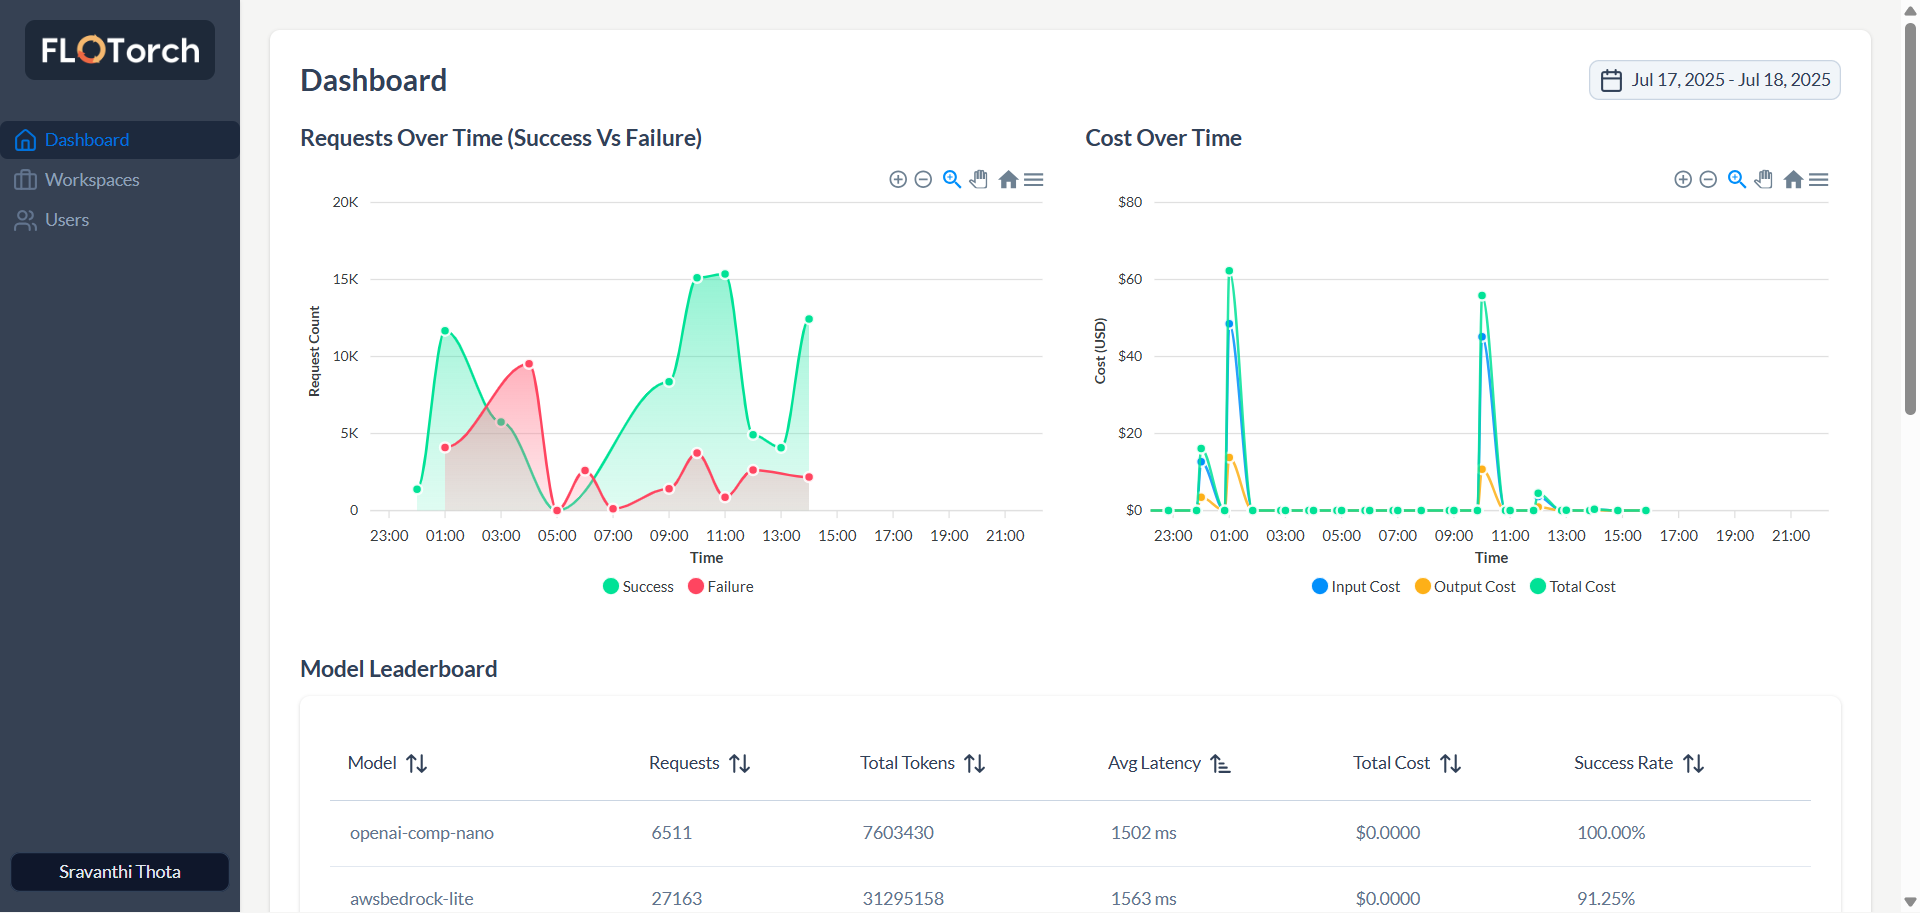 FLOTorch
Dashboard
Workspaces
Users
Sravanthi Thota
Dashboard
Jul 17, 2025 - Jul 18, 2025
Requests Over Time (Success Vs Failure)
20K
15K
10K
5K
0
Request Count
23:00 01:00 03:00 05:00 07:00 09:00 11:00 13:00 15:00 17:00 19:00 21:00
Time
Success Failure
Cost Over Time
$80
$60
$40
$20
$0
Cost (USD)
23:00 01:00 03:00 05:00 07:00 09:00 11:00 13:00 15:00 17:00 19:00 21:00
Time
Input Cost Output Cost Total Cost
Model Leaderboard
Model Requests Total Tokens Avg Latency Total Cost Success Rate
openai-comp-nano 6511 7603430 1502 ms $0.0000 100.00%
awsbedrock-lite 27163 31295158 1563 ms $0.0000 91.25%